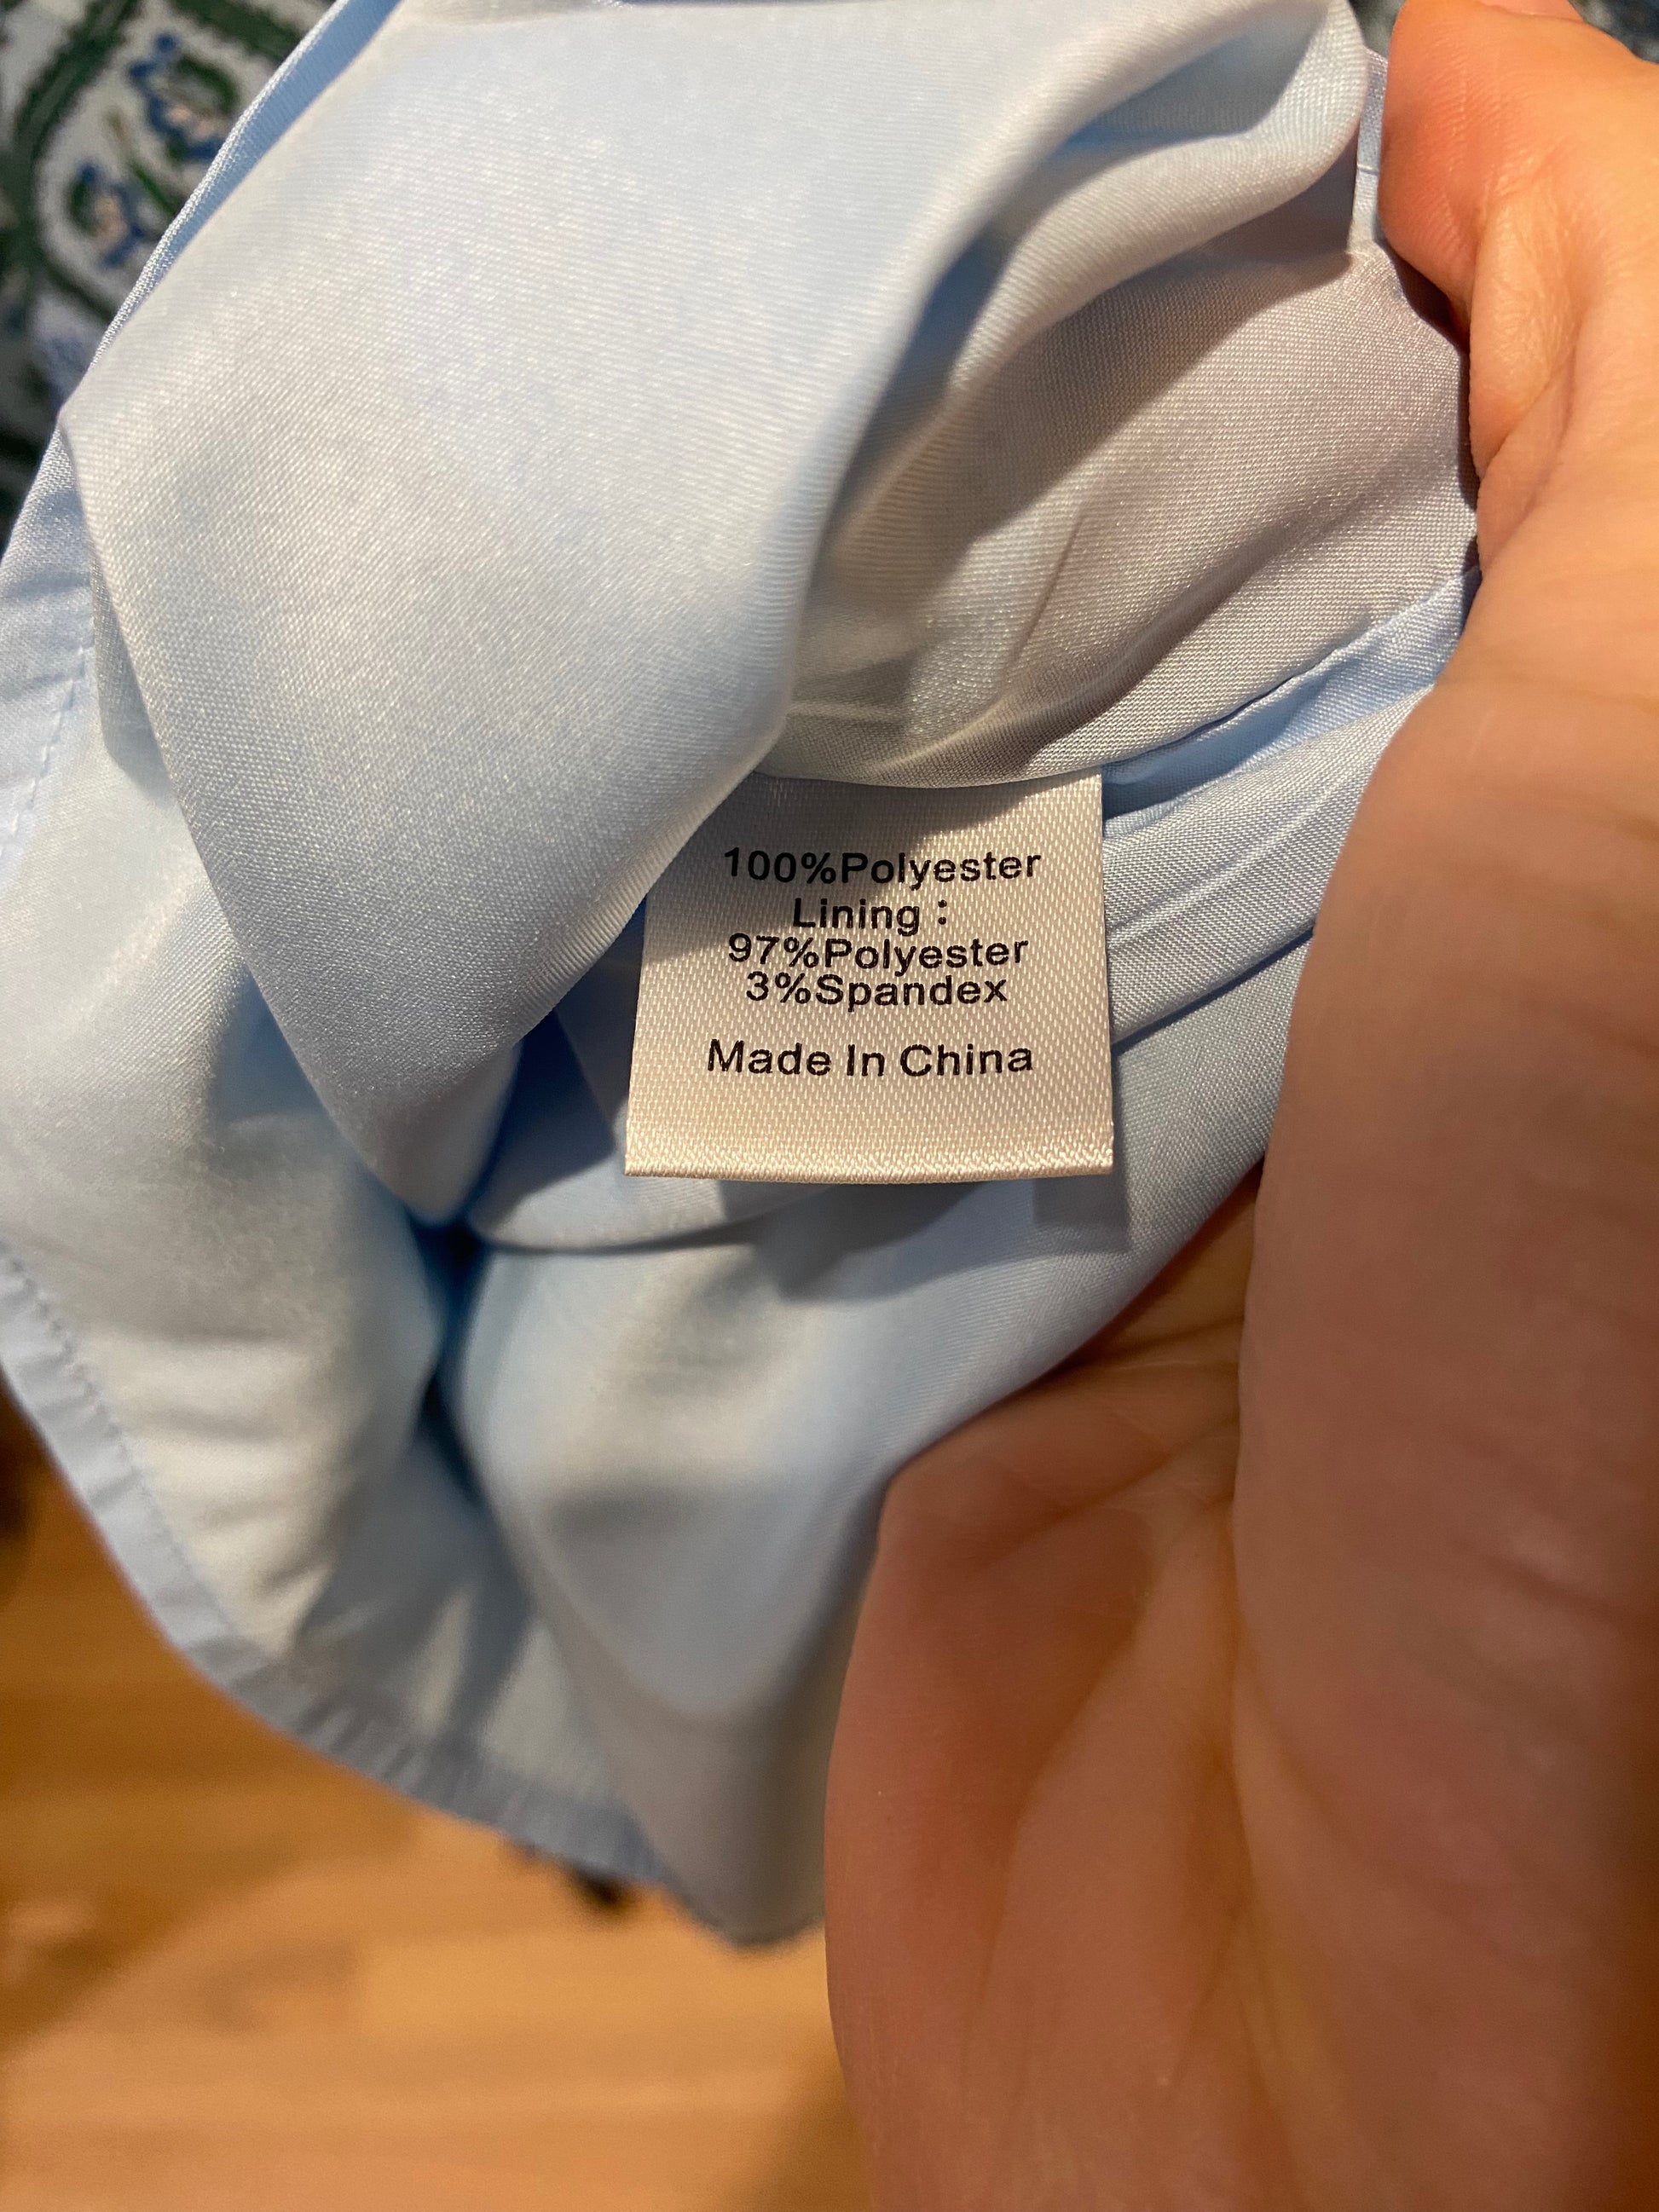 100%Polyester
Lining :
97%Polyester
3%Spandex
Made In China